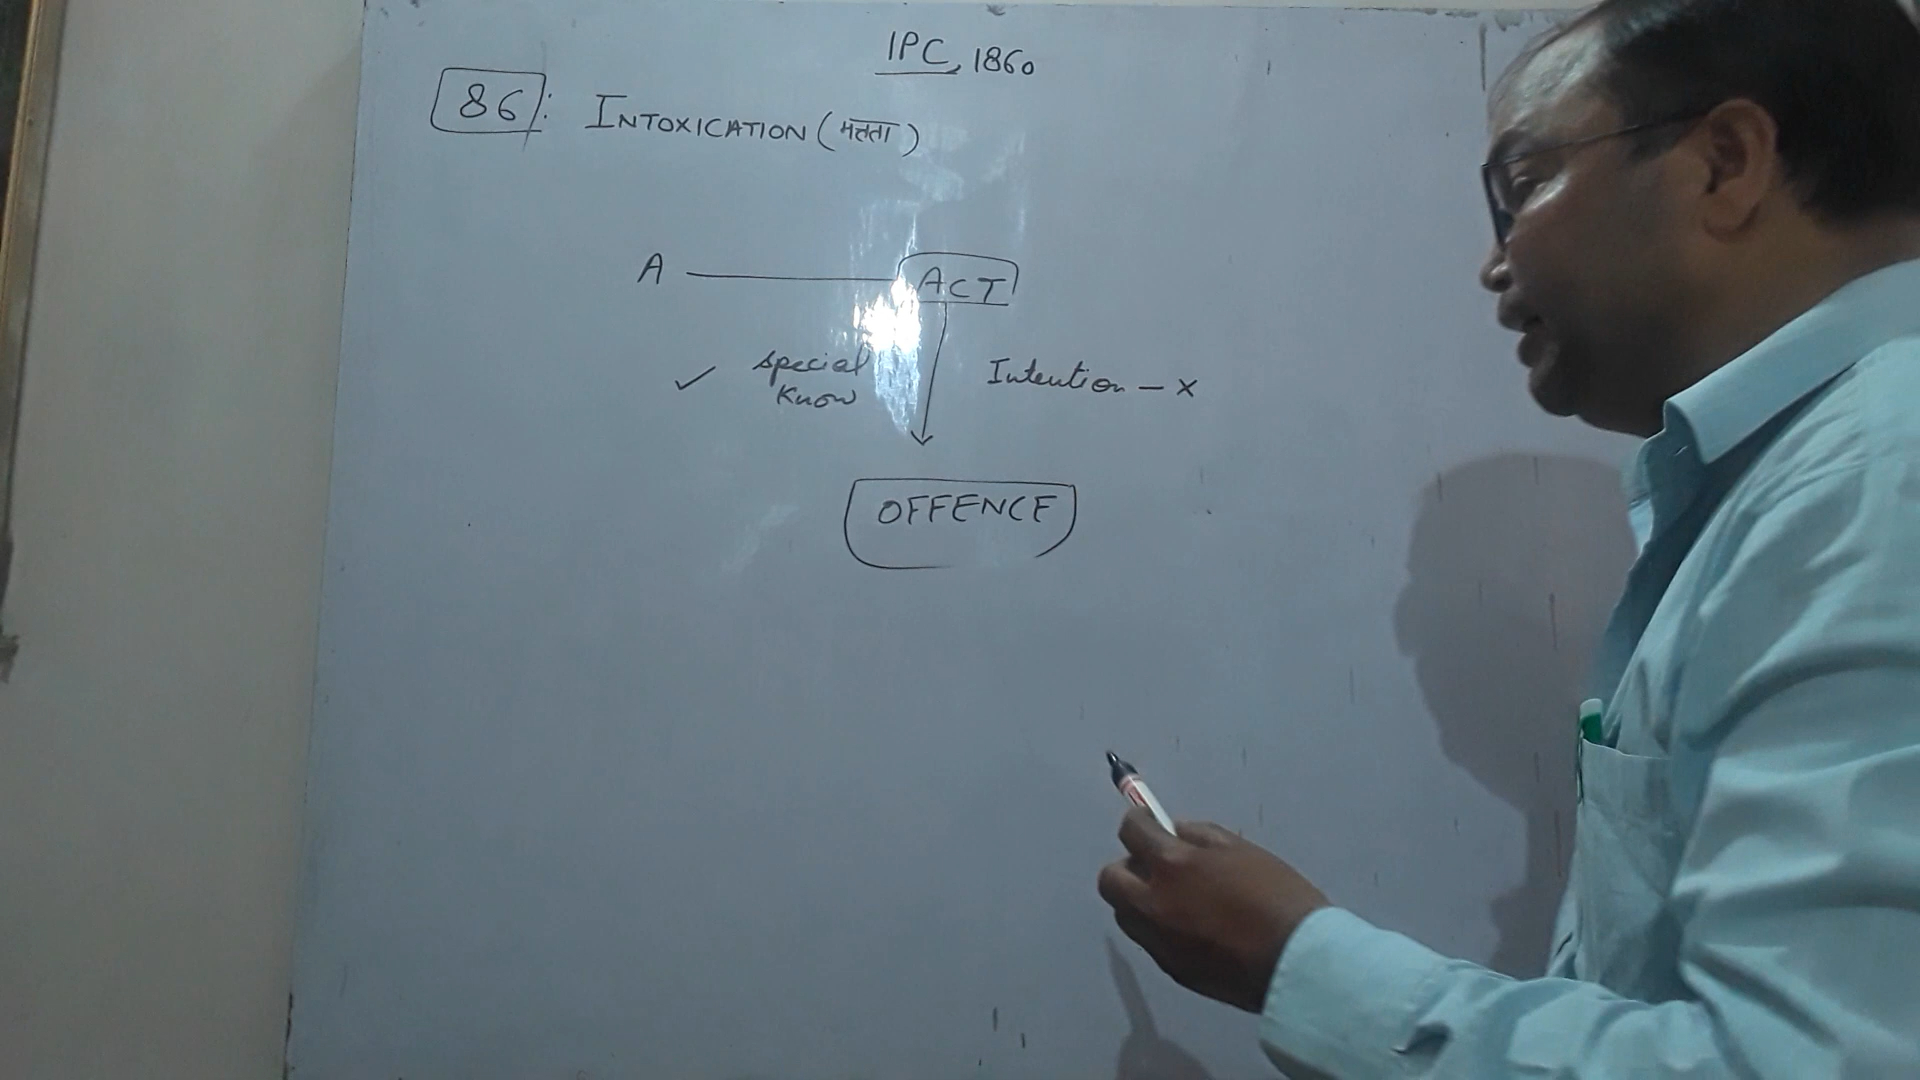 IPC, 1860
86: INTOXICATION (मत्तता)
A ACT
✓ special Know
Intention - x
OFFENCE